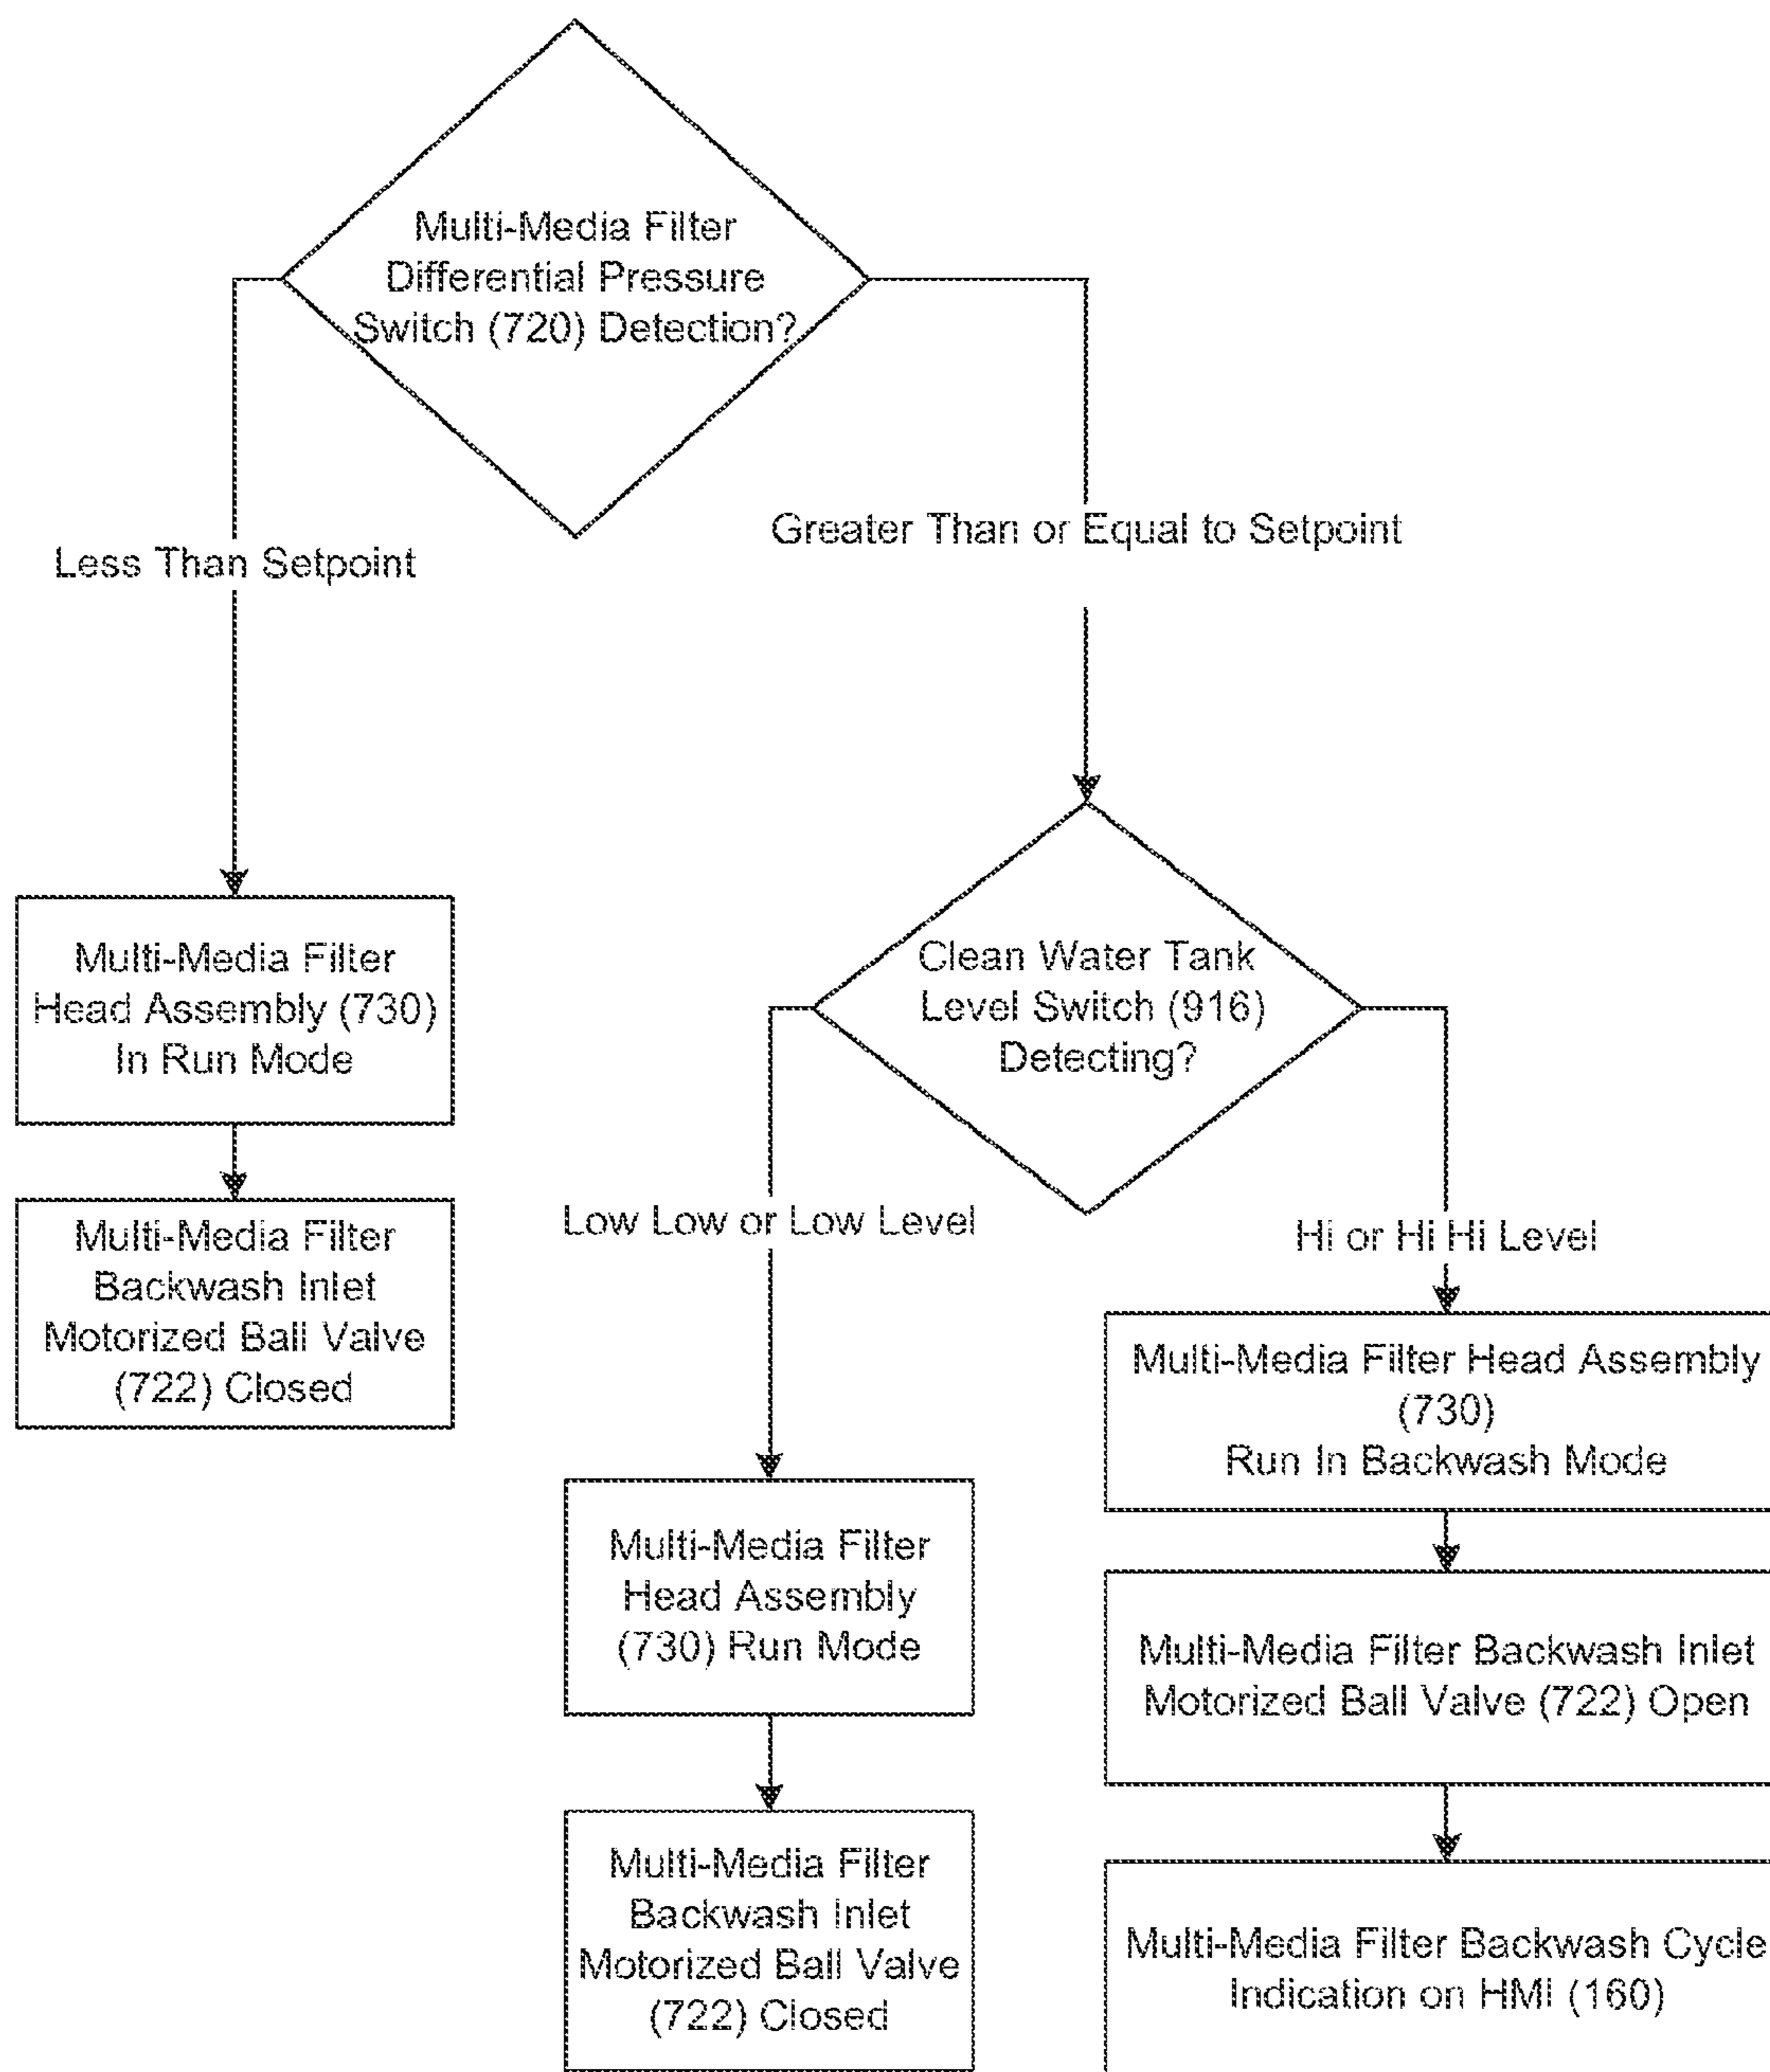 Multi-Media Filter
Differential Pressure
Switch (720) Detection?
Less Than Setpoint
Greater Than or Equal to Setpoint
Multi-Media Filter
Head Assembly (730)
In Run Mode
Multi-Media Filter
Backwash Inlet
Motorized Ball Valve
(722) Closed
Clean Water Tank
Level Switch (916)
Detecting?
Low Low or Low Level
Hi or Hi Hi Level
Multi-Media Filter
Head Assembly
(730) Run Mode
Multi-Media Filter
Backwash Inlet
Motorized Ball Valve
(722) Closed
Multi-Media Filter Head Assembly
(730)
Run In Backwash Mode
Multi-Media Filter Backwash Inlet
Motorized Ball Valve (722) Open
Multi-Media Filter Backwash Cycle
Indication on HMI (160)